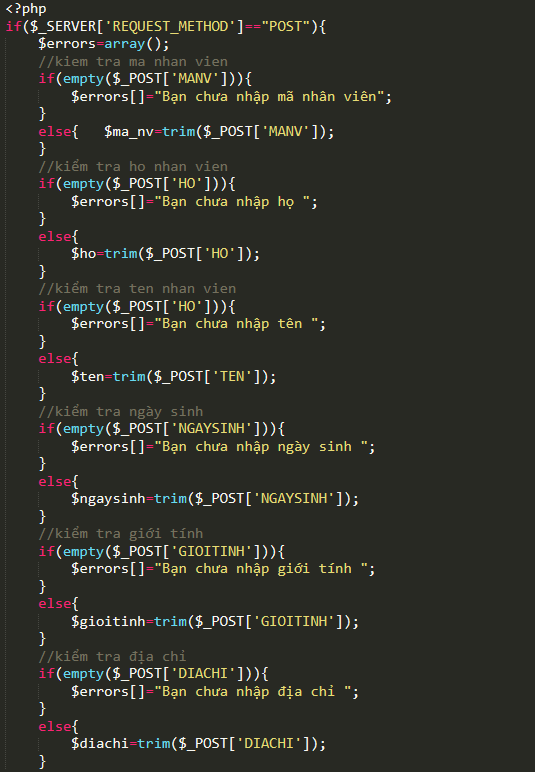 <?php
if($_SERVER['REQUEST_METHOD']=="POST"){
    $errors=array();
    //kiem tra ma nhan vien
    if(empty($_POST['MANV'])){
        $errors[]="Bạn chưa nhập mã nhân viên";
    }
    else{   $ma_nv=trim($_POST['MANV']);
    }
    //kiểm tra ho nhan vien
    if(empty($_POST['HO'])){
        $errors[]="Bạn chưa nhập họ ";
    }
    else{
        $ho=trim($_POST['HO']);
    }
    //kiểm tra ten nhan vien
    if(empty($_POST['HO'])){
        $errors[]="Bạn chưa nhập tên ";
    }
    else{
        $ten=trim($_POST['TEN']);
    }
    //kiểm tra ngày sinh
    if(empty($_POST['NGAYSINH'])){
        $errors[]="Bạn chưa nhập ngày sinh ";
    }
    else{
        $ngaysinh=trim($_POST['NGAYSINH']);
    }
    //kiểm tra giới tính
    if(empty($_POST['GIOITINH'])){
        $errors[]="Bạn chưa nhập giới tính ";
    }
    else{
        $gioitinh=trim($_POST['GIOITINH']);
    }
    //kiểm tra địa chỉ
    if(empty($_POST['DIACHI'])){
        $errors[]="Bạn chưa nhập địa chỉ ";
    }
    else{
        $diachi=trim($_POST['DIACHI']);
    }